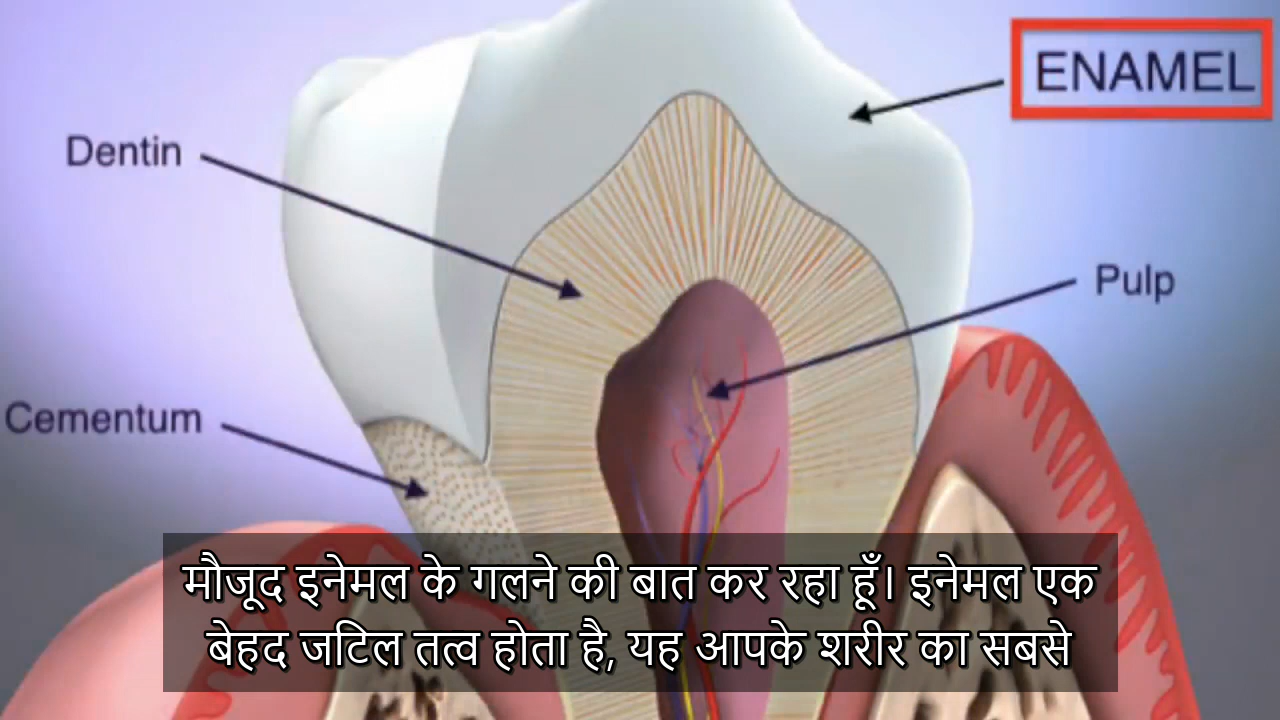 ENAMEL
Dentin
Pulp
Cementum
मौजूद इनेमल के गलने की बात कर रहा हूँ। इनेमल एक
बेहद जटिल तत्व होता है, यह आपके शरीर का सबसे